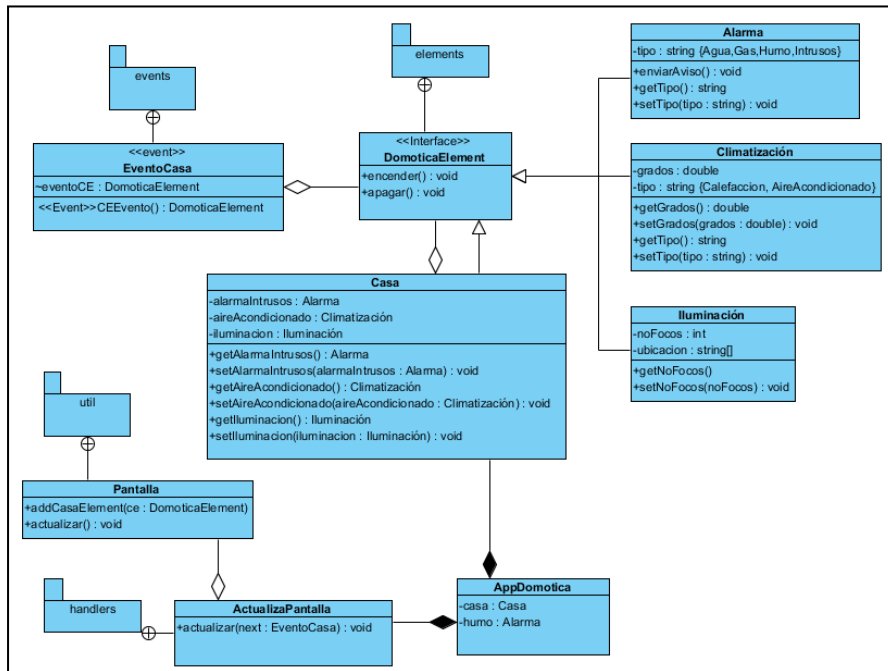 events
elements
Alarma
-tipo : string {Agua,Gas,Humo,Intrusos}
+enviarAviso() : void
+getTipo() : string
+setTipo(tipo : string) : void
<<event>>
EventoCasa
~eventoCE : DomoticaElement
<<Event>>CEEvento() : DomoticaElement
<<Interface>>
DomoticaElement
+encender() : void
+apagar() : void
Climatización
-grados : double
-tipo : string {Calefaccion, AireAcondicionado}
+getGrados() : double
+setGrados(grados : double) : void
+getTipo() : string
+setTipo(tipo : string) : void
Casa
-alarmaIntrusos : Alarma
-aireAcondicionado : Climatización
-iluminacion : Iluminación
+getAlarmaIntrusos() : Alarma
+setAlarmaIntrusos(alarmaIntrusos : Alarma) : void
+getAireAcondicionado() : Climatización
+setAireAcondicionado(aireAcondicionado : Climatización) : void
+getIluminacion() : Iluminación
+setIluminacion(iluminacion : Iluminación) : void
Iluminación
-noFocos : int
-ubicacion : string[]
+getNoFocos()
+setNoFocos(noFocos) : void
util
Pantalla
+addCasaElement(ce : DomoticaElement)
+actualizar() : void
handlers
ActualizaPantalla
+actualizar(next : EventoCasa) : void
AppDomotica
-casa : Casa
-humo : Alarma